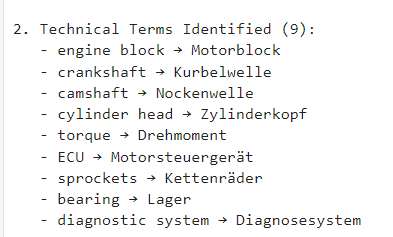 2. Technical Terms Identified (9):
- engine block → Motorblock
- crankshaft → Kurbelwelle
- camshaft → Nockenwelle
- cylinder head → Zylinderkopf
- torque → Drehmoment
- ECU → Motorsteuergerät
- sprockets → Kettenräder
- bearing → Lager
- diagnostic system → Diagnosesystem